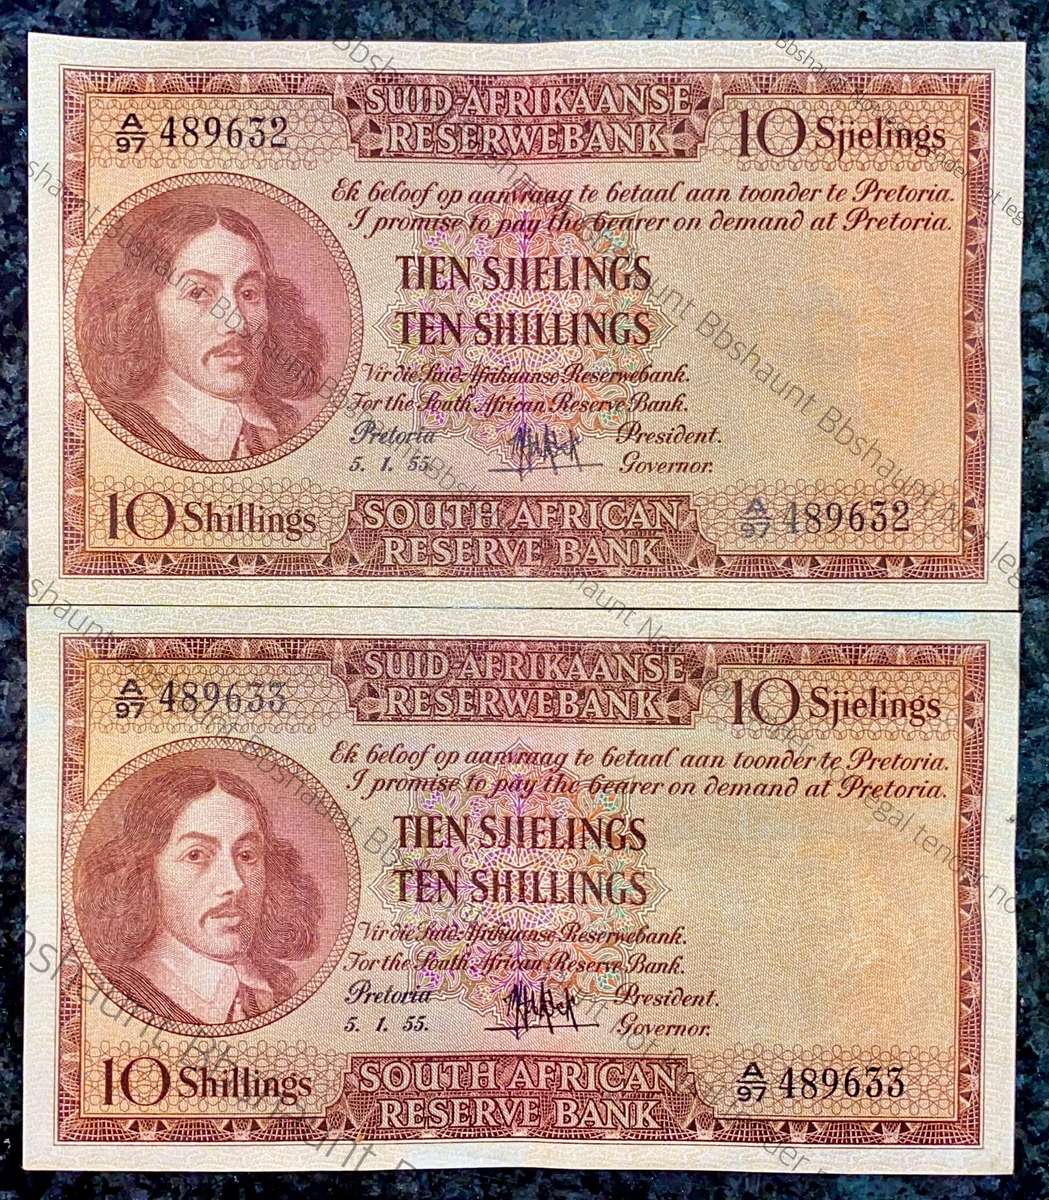 SUID-AFRIKAANSE
RESERWEBANK
A/97 489632
10 Sjielings
Ek beloof op aanvraag te betaal aan toonder te Pretoria.
I promise to pay the bearer on demand at Pretoria.
TIEN SJIELINGS
TEN SHILLINGS
Vir die Suid-Afrikaanse Reserwebank.
For the South African Reserve Bank.
Pretoria
5. 1. 55.
President.
Governor.
10 Shillings
SOUTH AFRICAN
RESERVE BANK
A/97 489632
SUID-AFRIKAANSE
RESERWEBANK
A/97 489633
10 Sjielings
Ek beloof op aanvraag te betaal aan toonder te Pretoria.
I promise to pay the bearer on demand at Pretoria.
TIEN SJIELINGS
TEN SHILLINGS
Vir die Suid-Afrikaanse Reserwebank.
For the South African Reserve Bank.
Pretoria
5. 1. 55.
President.
Governor.
10 Shillings
SOUTH AFRICAN
RESERVE BANK
A/97 489633
Bbshaunt Bbshaunt Bbshaunt Not leg